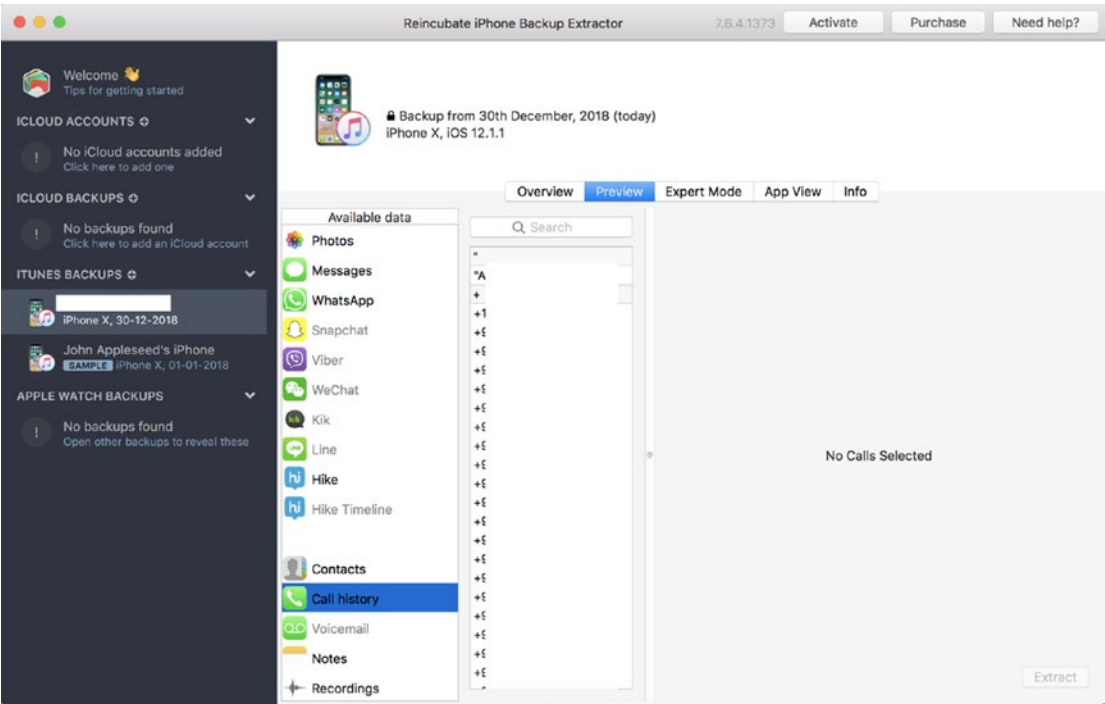 Reincubate iPhone Backup Extractor
7.6.4.1373
Activate
Purchase
Need help?
Welcome 👋
Tips for getting started
ICLOUD ACCOUNTS
No iCloud accounts added
Click here to add one
ICLOUD BACKUPS
No backups found
Click here to add an iCloud account
ITUNES BACKUPS
iPhone X, 30-12-2018
John Appleseed's iPhone
SAMPLE iPhone X, 01-01-2018
APPLE WATCH BACKUPS
No backups found
Open other backups to reveal these
Backup from 30th December, 2018 (today)
iPhone X, iOS 12.1.1
Overview
Preview
Expert Mode
App View
Info
Available data
Photos
Messages
WhatsApp
Snapchat
Viber
WeChat
Kik
Line
Hike
Hike Timeline
Contacts
Call history
Voicemail
Notes
Recordings
Search
"
"A
+
+1
No Calls Selected
Extract